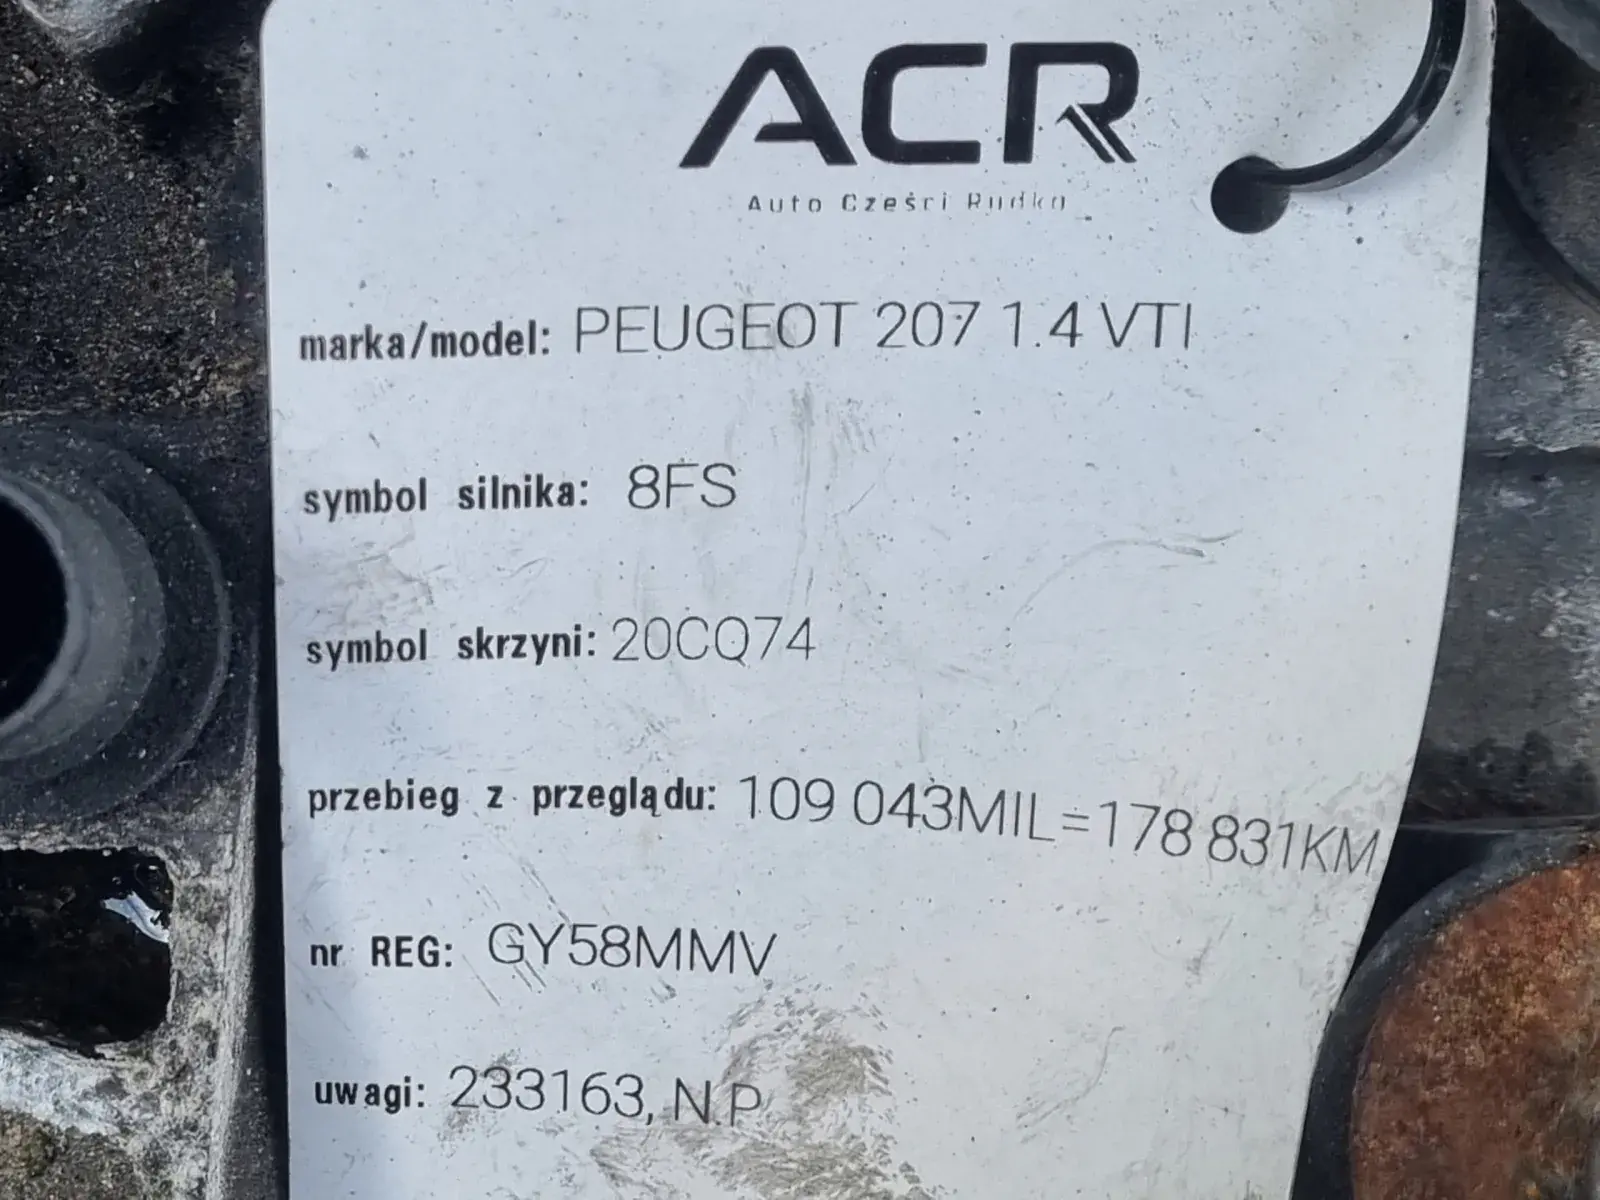 ACR
Auto Części Rudka
marka/model: PEUGEOT 207 1.4 VTI
symbol silnika: 8FS
symbol skrzyni: 20CQ74
przebieg z przeglądu: 109 043MIL=178 831KM
nr REG: GY58MMV
uwagi: 233163, N.P